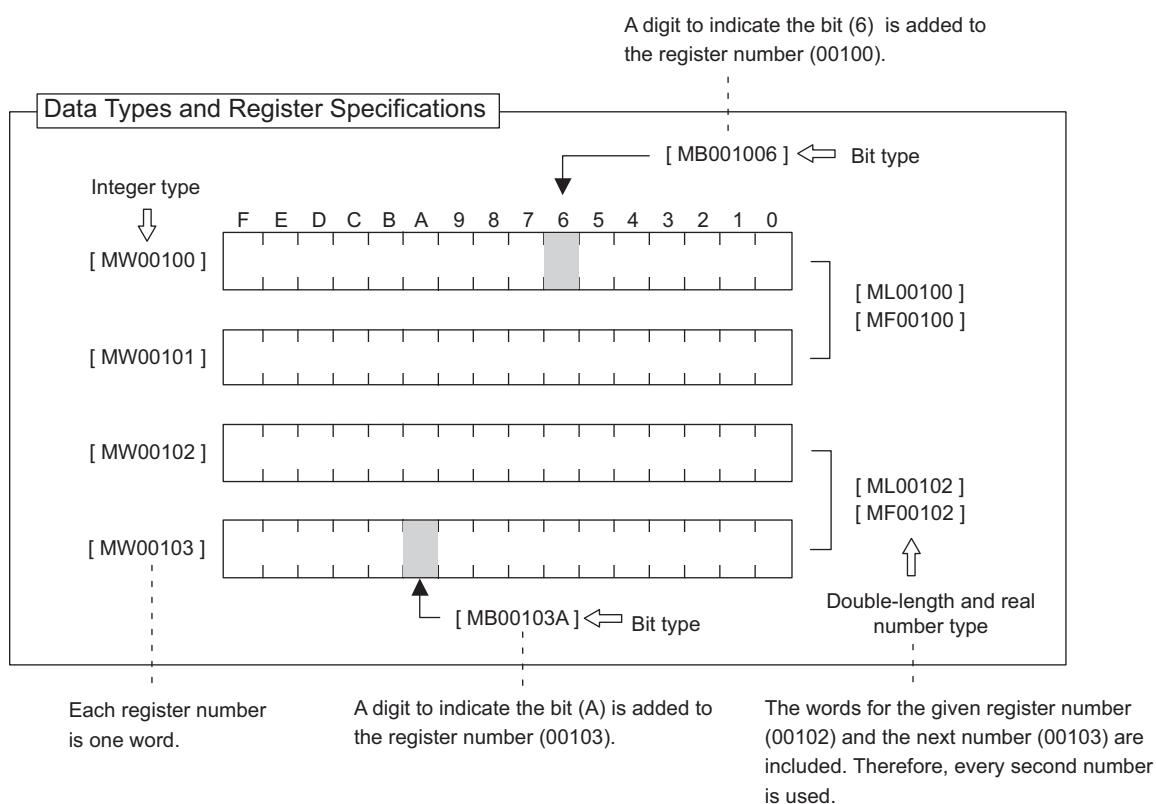 A digit to indicate the bit (6) is added to
the register number (00100).
Data Types and Register Specifications
[ MB001006 ] Bit type
Integer type
F E D C B A 9 8 7 6 5 4 3 2 1 0
[ MW00100 ]
[ ML00100 ]
[ MF00100 ]
[ MW00101 ]
[ MW00102 ]
[ ML00102 ]
[ MF00102 ]
[ MW00103 ]
[ MB00103A ] Bit type
Double-length and real
number type
Each register number
is one word.
A digit to indicate the bit (A) is added to
the register number (00103).
The words for the given register number
(00102) and the next number (00103) are
included. Therefore, every second number
is used.